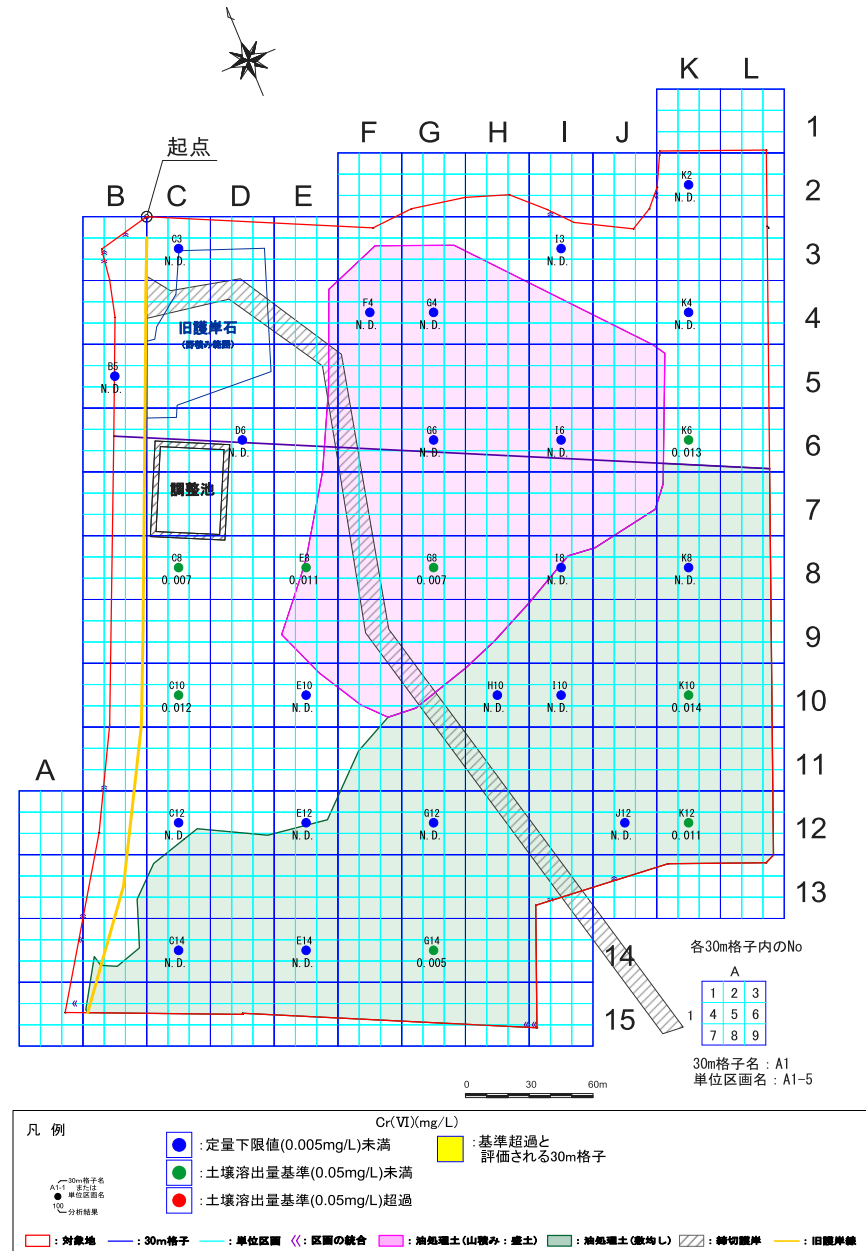 K L
F G H I J
1
起点
B C D E
2
K2
N.D.
3
C3
N.D.
I3
N.D.
4
F4
N.D.
G4
N.D.
K4
N.D.
旧護岸石
5
B5
N.D.
6
D6
N.D.
G6
N.D.
I6
N.D.
K6
0.013
調整池
7
8
C8
0.007
E8
0.011
G8
0.007
I8
N.D.
K8
N.D.
9
10
C10
0.012
E10
N.D.
H10
N.D.
I10
N.D.
K10
0.014
11
A
12
C12
N.D.
E12
N.D.
G12
N.D.
J12
N.D.
K12
0.011
13
14
C14
N.D.
E14
N.D.
G14
0.005
15
各30m格子内のNo
A
1 2 3
1 4 5 6
7 8 9
30m格子名：A1
単位区画名：A1-5
0 30 60m
凡 例
Cr(Ⅵ)(mg/L)
：定量下限値(0.005mg/L)未満
：土壌溶出量基準(0.05mg/L)未満
：土壌溶出量基準(0.05mg/L)超過
：基準超過と
評価される30m格子
30m格子名
A1-1 または
単位区画名
100
分析結果
：対象地 ：30m格子 ：単位区画 ：区画の統合 ：油処理土(山積み：盛土) ：油処理土(敷均し) ：締切護岸 ：旧護岸線